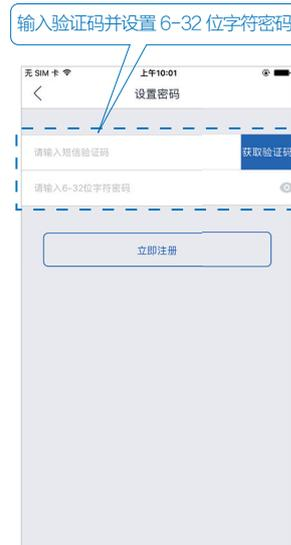 输入验证码并设置 6-32 位字符密码
无 SIM 卡 上午10:01
设置密码
请输入短信验证码 获取验证码
请输入6-32位字符密码
立即注册